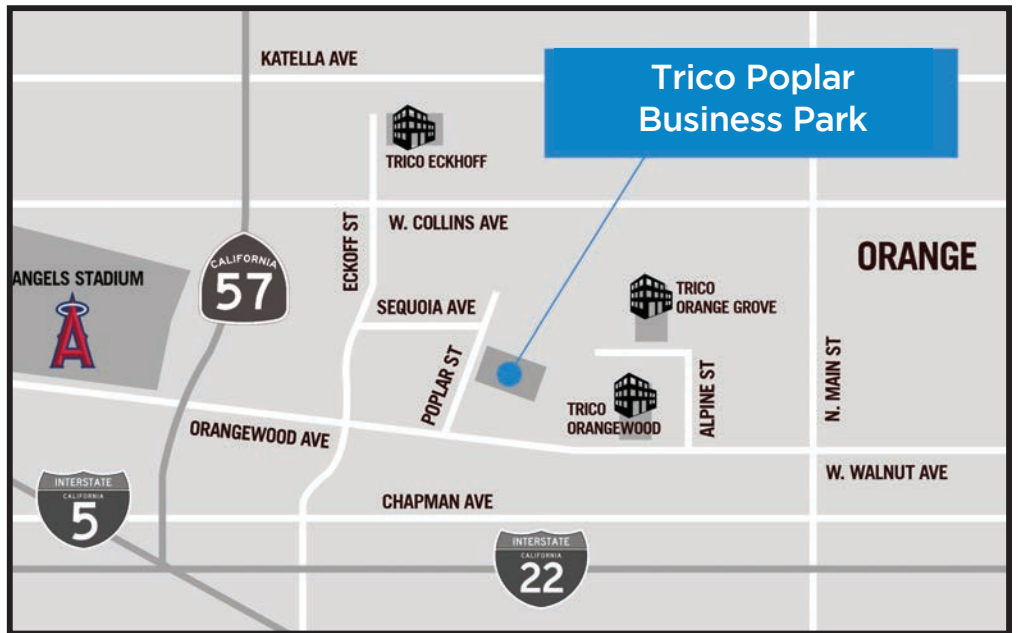 KATELLA AVE
Trico Poplar
Business Park
TRICO ECKHOFF
W. COLLINS AVE
ECKOFF ST
ORANGE
CALIFORNIA
57
ANGELS STADIUM
A
SEQUOIA AVE
TRICO
ORANGE GROVE
POPLAR ST
ALPINE ST
N. MAIN ST
TRICO
ORANGEWOOD
ORANGEWOOD AVE
W. WALNUT AVE
INTERSTATE
CALIFORNIA
5
CHAPMAN AVE
INTERSTATE
CALIFORNIA
22